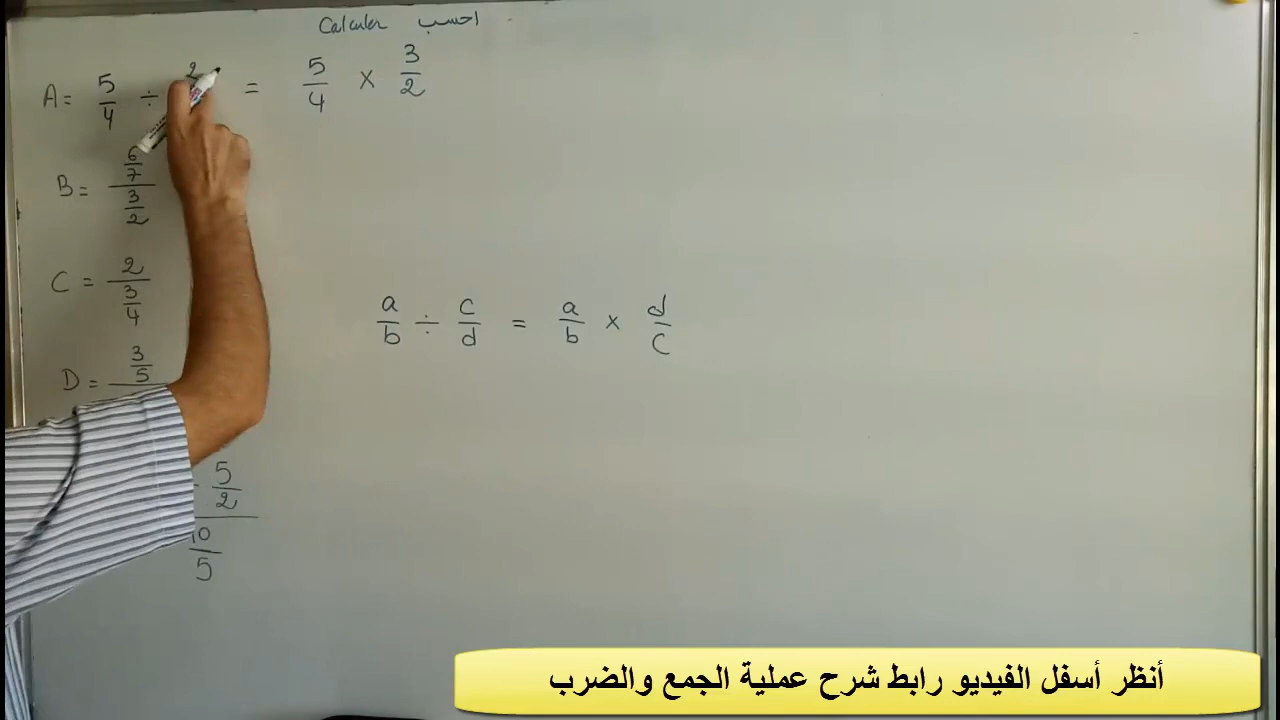 Calculer احسب
A = 5/4 ÷ 2 = 5/4 × 3/2
B = 6/7 / 3/2
C = 2 / 3/4
a/b ÷ c/d = a/b × d/c
D = 3/5
5/2
10/5
أنظر أسفل الفيديو رابط شرح عملية الجمع والضرب